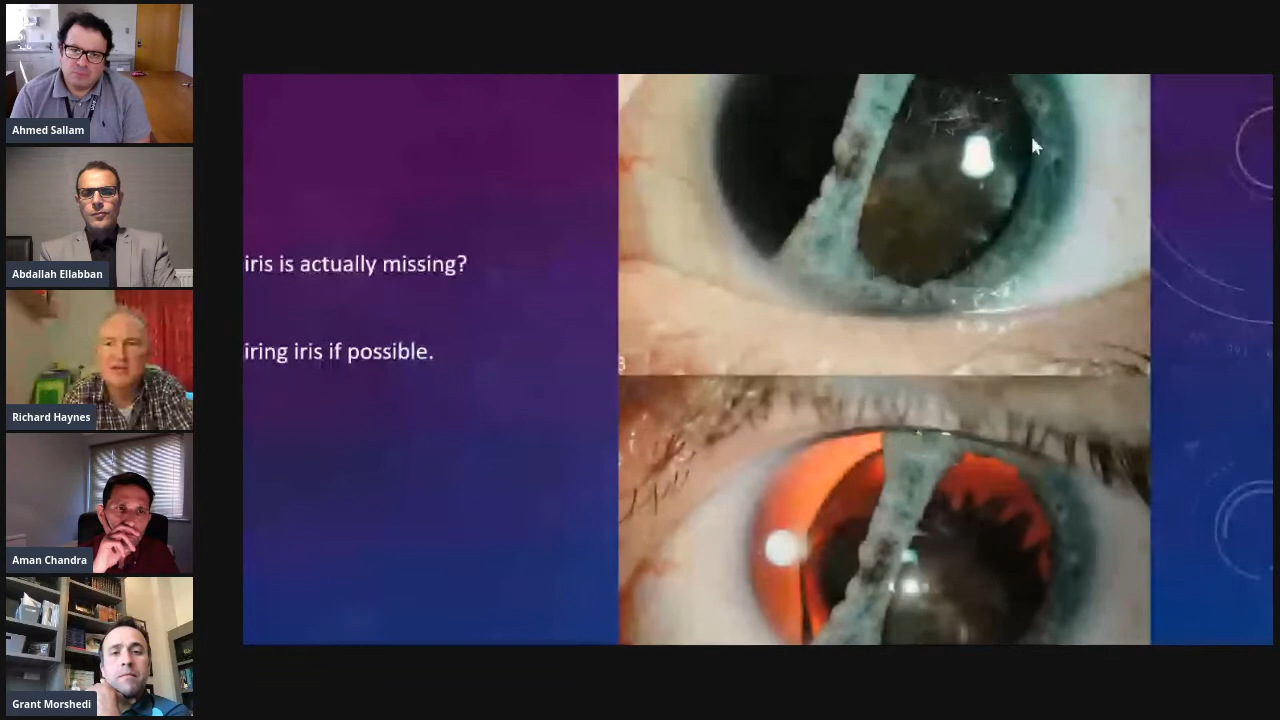 Ahmed Sallam
Abdallah Ellabban
Richard Haynes
Aman Chandra
Grant Morshedi
iris is actually missing?
iring iris if possible.